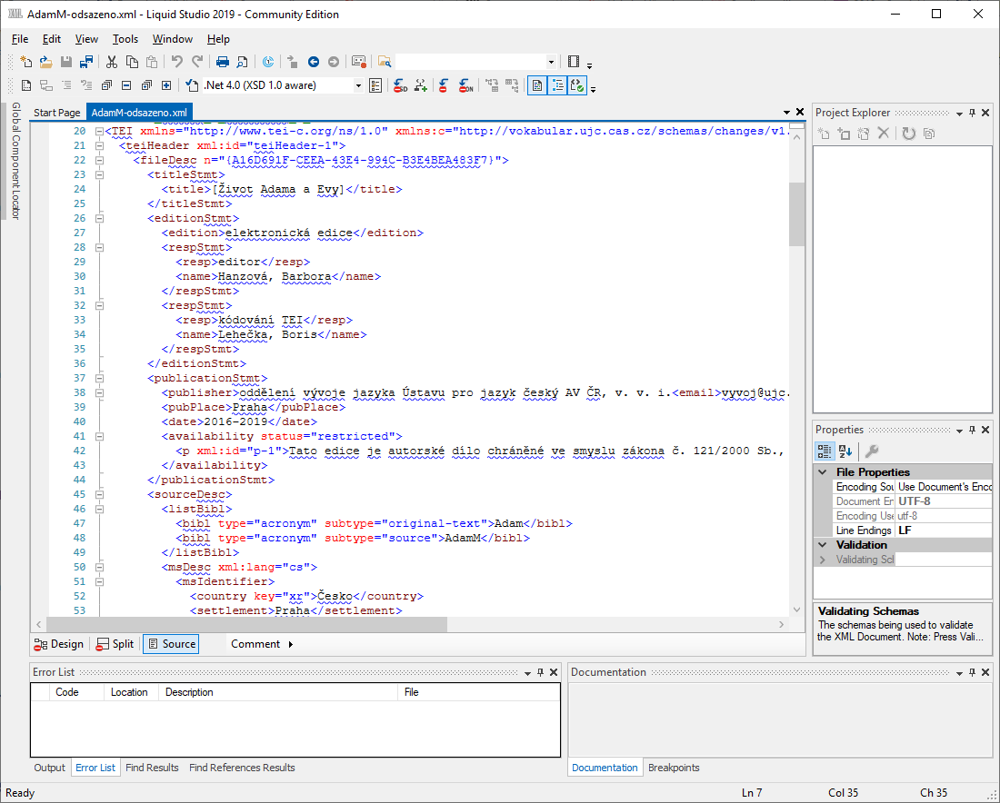 AdamM-odsazeno.xml - Liquid Studio 2019 - Community Edition
File Edit View Tools Window Help
.Net 4.0 (XSD 1.0 aware)
Global Component Locator
Start Page AdamM-odsazeno.xml
20 <TEI xmlns="http://www.tei-c.org/ns/1.0" xmlns:c="http://vokabular.ujc.cas.cz/schemas/changes/v1.
21 <teiHeader xml:id="teiHeader-1">
22 <fileDesc n="{A16D691F-CEEA-43E4-994C-B3E4BEA483F7}">
23 <titleStmt>
24 <title>[Život Adama a Evy]</title>
25 </titleStmt>
26 <editionStmt>
27 <edition>elektronická edice</edition>
28 <respStmt>
29 <resp>editor</resp>
30 <name>Hanzová, Barbora</name>
31 </respStmt>
32 <respStmt>
33 <resp>kódování TEI</resp>
34 <name>Lehečka, Boris</name>
35 </respStmt>
36 </editionStmt>
37 <publicationStmt>
38 <publisher>oddělení vývoje jazyka Ústavu pro jazyk český AV ČR, v. v. i.<email>vyvoj@ujc.
39 <pubPlace>Praha</pubPlace>
40 <date>2016–2019</date>
41 <availability status="restricted">
42 <p xml:id="p-1">Tato edice je autorské dílo chráněné ve smyslu zákona č. 121/2000 Sb.,
43 </availability>
44 </publicationStmt>
45 <sourceDesc>
46 <listBibl>
47 <bibl type="acronym" subtype="original-text">Adam</bibl>
48 <bibl type="acronym" subtype="source">AdamM</bibl>
49 </listBibl>
50 <msDesc xml:lang="cs">
51 <msIdentifier>
52 <country key="xr">Česko</country>
53 <settlement>Praha</settlement>
Design Split Source Comment
Project Explorer
Properties
File Properties
Encoding Sou Use Document's Enco
Document En UTF-8
Encoding Use utf-8
Line Endings LF
Validation
Validating Sch
Validating Schemas
The schemas being used to validate
the XML Document. Note: Press Vali...
Error List
Code Location Description File
Output Error List Find Results Find References Results
Documentation
Documentation Breakpoints
Ready Ln 7 Col 35 Ch 35